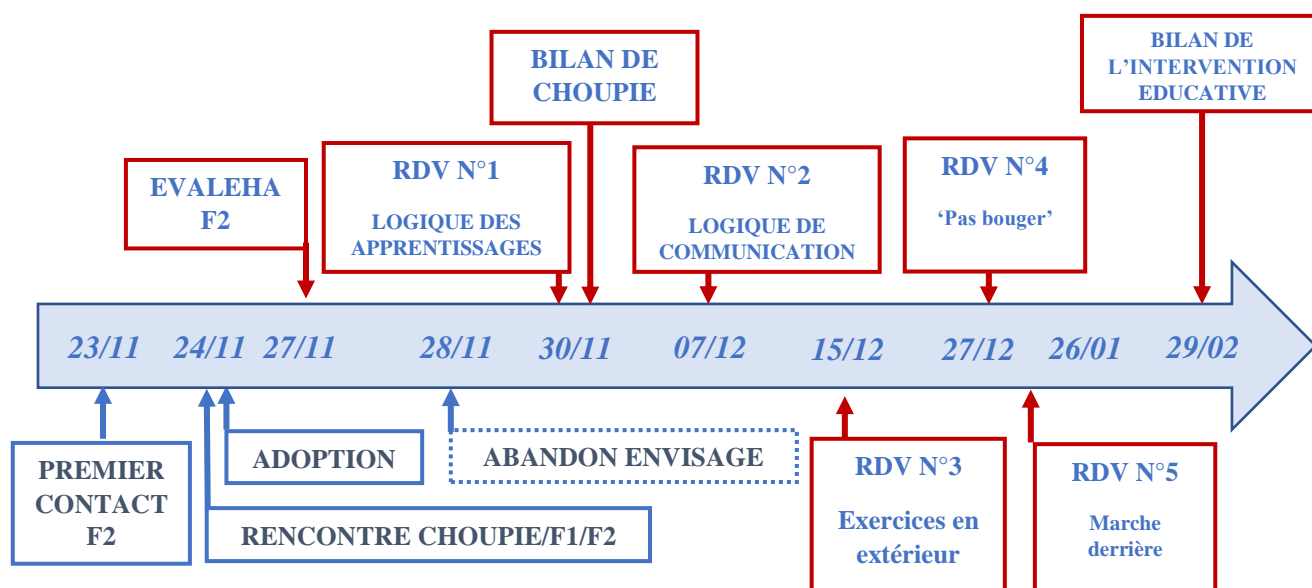 BILAN DE
CHOUPIE
BILAN DE
L'INTERVENTION
EDUCATIVE
EVALEHA
F2
RDV N°1
LOGIQUE DES
APPRENTISSAGES
RDV N°2
LOGIQUE DE
COMMUNICATION
RDV N°4
‘Pas bouger’
23/11
24/11
27/11
28/11
30/11
07/12
15/12
27/12
26/01
29/02
PREMIER
CONTACT
F2
ADOPTION
RENCONTRE CHOUPIE/F1/F2
ABANDON ENVISAGE
RDV N°3
Exercices en
extérieur
RDV N°5
Marche
derrière